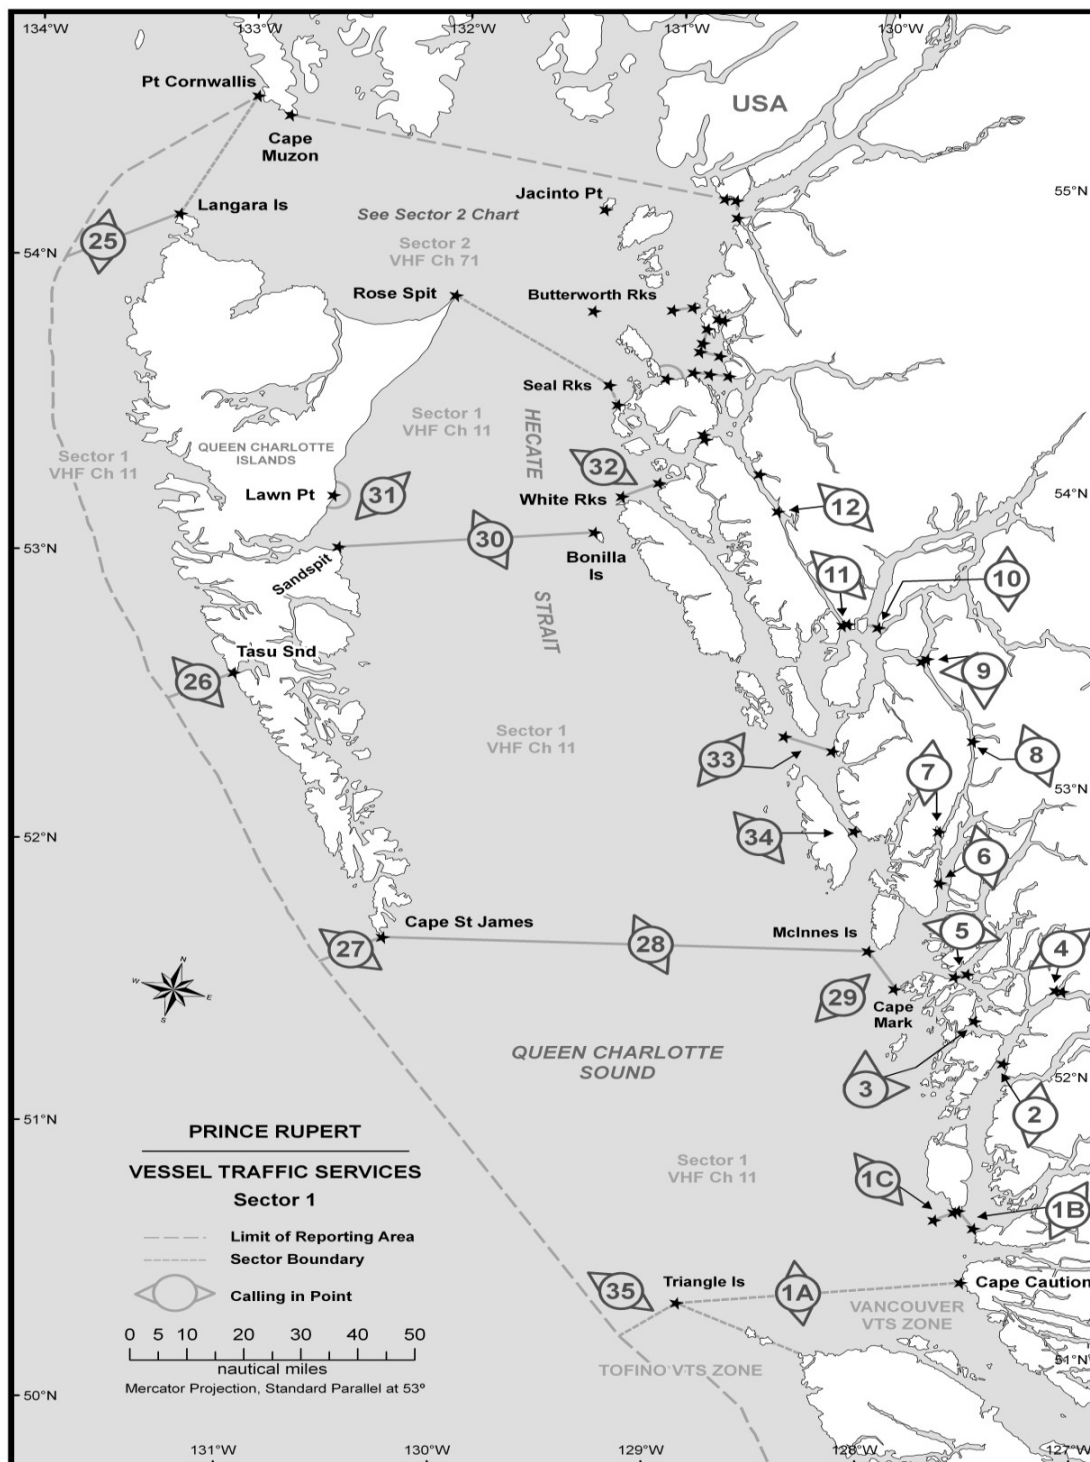 134°W
133°W
132°W
131°W
130°W
Pt Cornwallis
USA
Cape
Muzon
55°N
Jacinto Pt
Langara Is
See Sector 2 Chart
25
54°N
Sector 2
VHF Ch 71
Rose Spit
Butterworth Rks
Seal Rks
Sector 1
VHF Ch 11
HECATE
QUEEN CHARLOTTE
ISLANDS
Sector 1
VHF Ch 11
32
Lawn Pt
31
White Rks
54°N
12
30
53°N
Bonilla
Is
Sandspit
11
10
STRAIT
Tasu Snd
26
9
Sector 1
VHF Ch 11
33
8
7
53°N
52°N
34
6
Cape St James
McInnes Is
5
4
27
28
N
W
E
S
29
Cape
Mark
QUEEN CHARLOTTE
SOUND
3
52°N
2
51°N
PRINCE RUPERT
VESSEL TRAFFIC SERVICES
Sector 1
Sector 1
VHF Ch 11
1C
1B
Limit of Reporting Area
Sector Boundary
Calling in Point
35
Triangle Is
1A
Cape Caution
VANCOUVER
VTS ZONE
0 5 10 20 30 40 50
nautical miles
Mercator Projection, Standard Parallel at 53º
TOFINO VTS ZONE
51°N
50°N
131°W
130°W
129°W
128°W
127°W